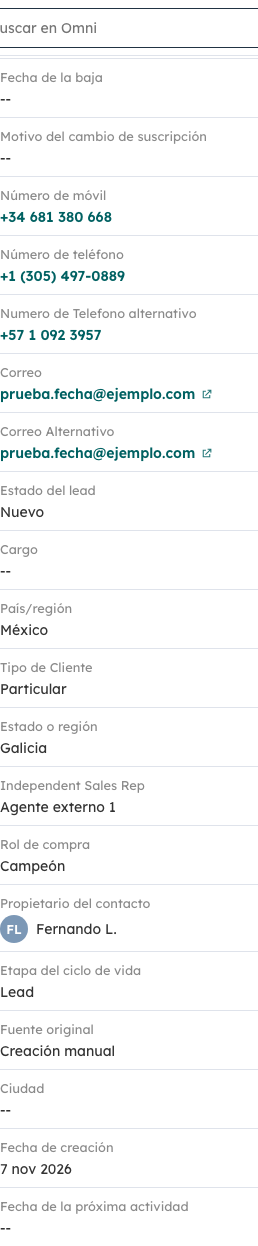 uscar en Omni
Fecha de la baja
--
Motivo del cambio de suscripción
--
Número de móvil
+34 681 380 668
Número de teléfono
+1 (305) 497-0889
Numero de Telefono alternativo
+57 1 092 3957
Correo
prueba.fecha@ejemplo.com
Correo Alternativo
prueba.fecha@ejemplo.com
Estado del lead
Nuevo
Cargo
--
País/región
México
Tipo de Cliente
Particular
Estado o región
Galicia
Independent Sales Rep
Agente externo 1
Rol de compra
Campeón
Propietario del contacto
FL Fernando L.
Etapa del ciclo de vida
Lead
Fuente original
Creación manual
Ciudad
--
Fecha de creación
7 nov 2026
Fecha de la próxima actividad
--